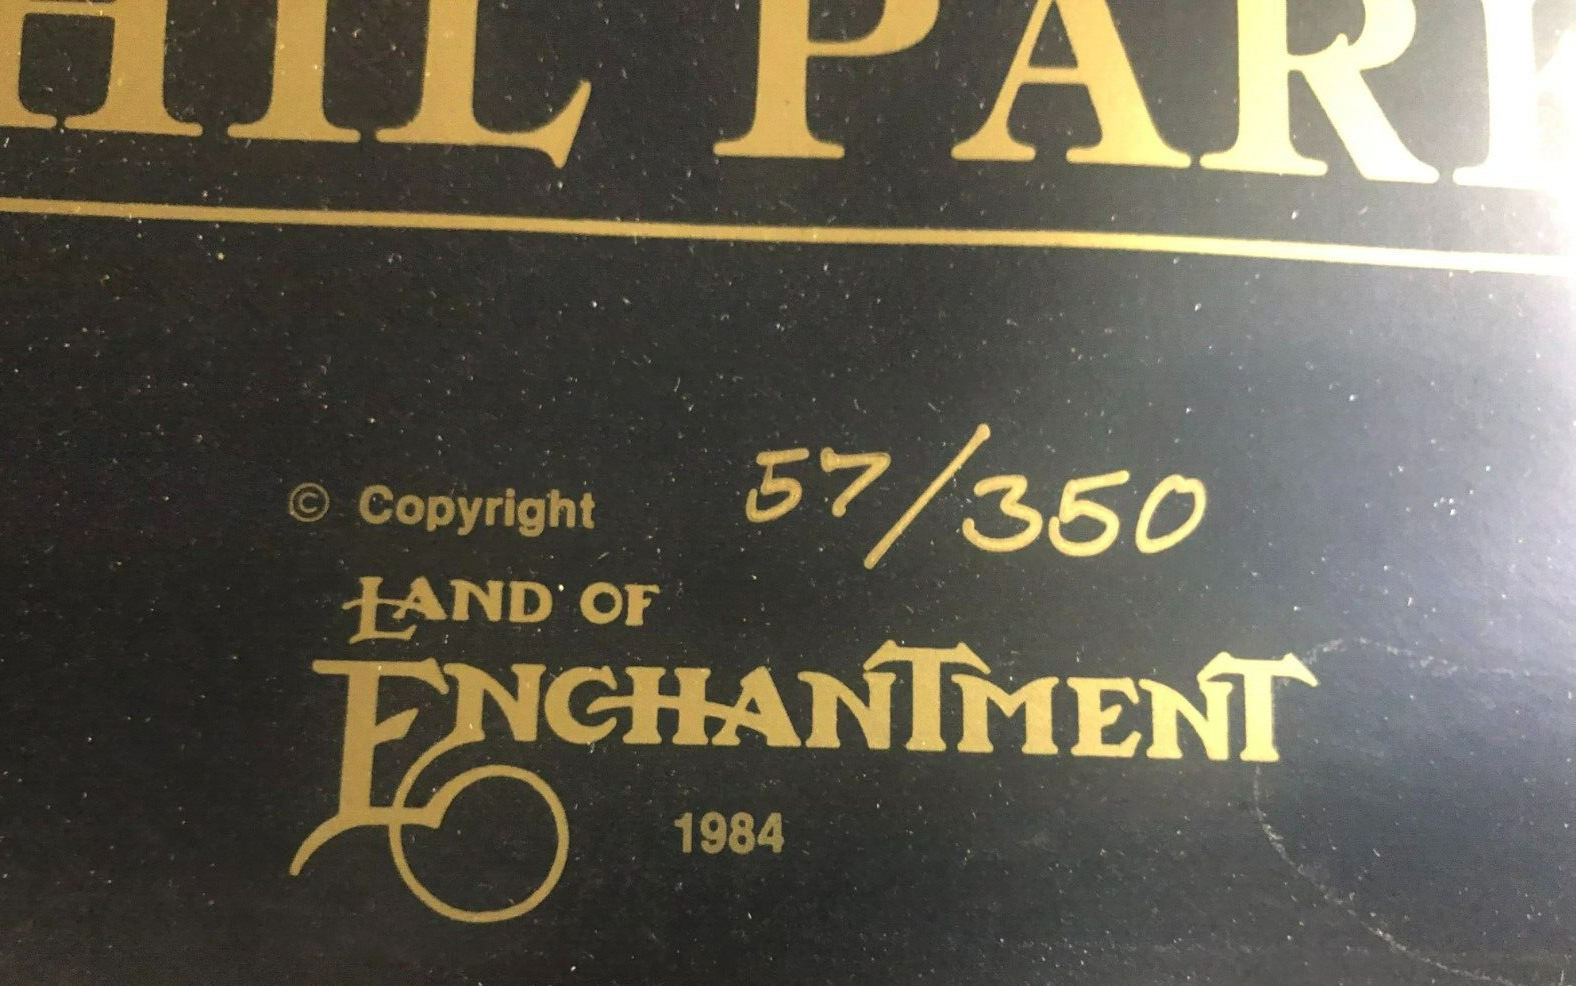 HIL PAR
© Copyright 57/350
LAND OF
ENCHANTMENT
1984